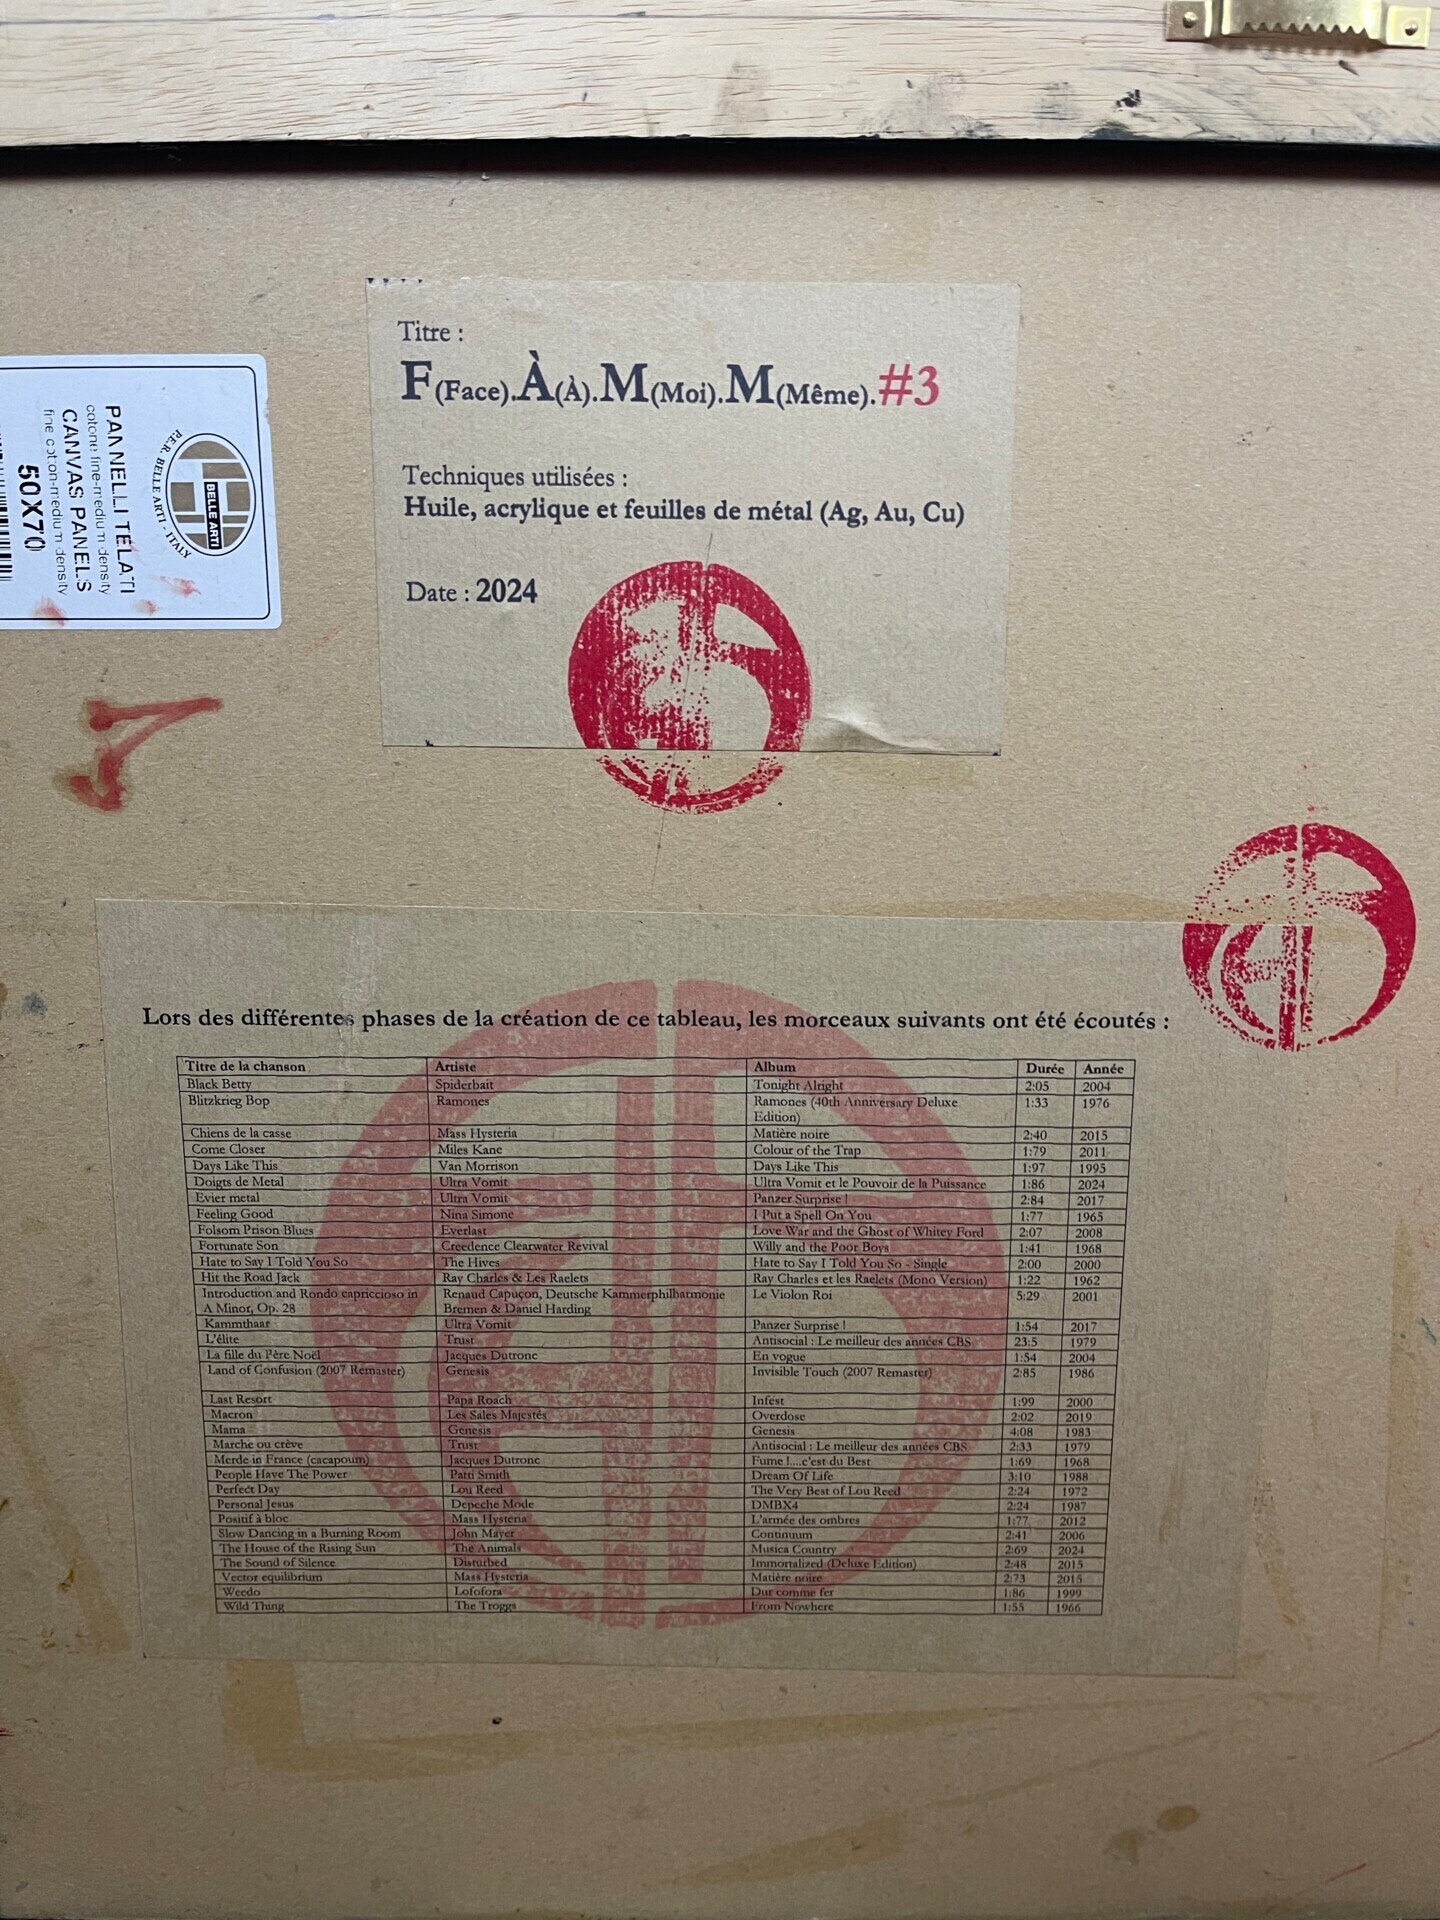 Titre :
F(Face).À(À).M(Moi).M(Même).#3
Techniques utilisées :
Huile, acrylique et feuilles de métal (Ag, Au, Cu)
Date : 2024
PANNELLI TELATI
cotone fine-medium density
CANVAS PANELS
fine cotton-medium density
50X70
P.E.R. BELLE ARTI - ITALY
BELLE ARTI
Lors des différentes phases de la création de ce tableau, les morceaux suivants ont été écoutés :
Titre de la chanson Artiste Album Durée Année
Black Betty Spiderbait Tonight Alright 2:05 2004
Blitzkrieg Bop Ramones Ramones (40th Anniversary Deluxe 1:33 1976
Edition)
Chiens de la casse Mass Hysteria Matière noire 2:40 2015
Come Closer Miles Kane Colour of the Trap 1:79 2011
Days Like This Van Morrison Days Like This 1:97 1995
Doigts de Metal Ultra Vomit Ultra Vomit et le Pouvoir de la Puissance 1:86 2024
Evier metal Ultra Vomit Panzer Surprise ! 2:84 2017
Feeling Good Nina Simone I Put a Spell On You 1:77 1965
Folsom Prison Blues Everlast Love War and the Ghost of Whitey Ford 2:07 2008
Fortunate Son Creedence Clearwater Revival Willy and the Poor Boys 1:41 1968
Hate to Say I Told You So The Hives Hate to Say I Told You So - Single 2:00 2000
Hit the Road Jack Ray Charles & Les Raelets Ray Charles et les Raelets (Mono Version) 1:22 1962
Introduction and Rondo capriccioso in Renaud Capuçon, Deutsche Kammerphilharmonie Le Violon Roi 5:29 2001
A Minor, Op. 28 Bremen & Daniel Harding
Kammthaar Ultra Vomit Panzer Surprise ! 1:54 2017
L'élite Trust Antisocial : Le meilleur des années CBS 23:5 1979
La fille du Père Noël Jacques Dutronc En vogue 1:54 2004
Land of Confusion (2007 Remaster) Genesis Invisible Touch (2007 Remaster) 2:85 1986
Last Resort Papa Roach Infest 1:99 2000
Macron Les Sales Majestés Overdose 2:02 2019
Mama Genesis Genesis 4:08 1983
Marche ou crève Trust Antisocial : Le meilleur des années CBS 2:33 1979
Merde in France (cacapoum) Jacques Dutronc Fume !....c'est du Best 1:69 1968
People Have The Power Patti Smith Dream Of Life 3:10 1988
Perfect Day Lou Reed The Very Best of Lou Reed 2:24 1972
Personal Jesus Depeche Mode DMBX4 2:24 1987
Positif à bloc Mass Hysteria L'armée des ombres 1:77 2012
Slow Dancing in a Burning Room John Mayer Continuum 2:41 2006
The House of the Rising Sun The Animals Musica Country 2:69 2024
The Sound of Silence Disturbed Immortalized (Deluxe Edition) 2:48 2015
Vector equilibrium Mass Hysteria Matière noire 2:73 2015
Weedo Lofofora Dur comme fer 1:86 1999
Wild Thing The Troggs From Nowhere 1:55 1966